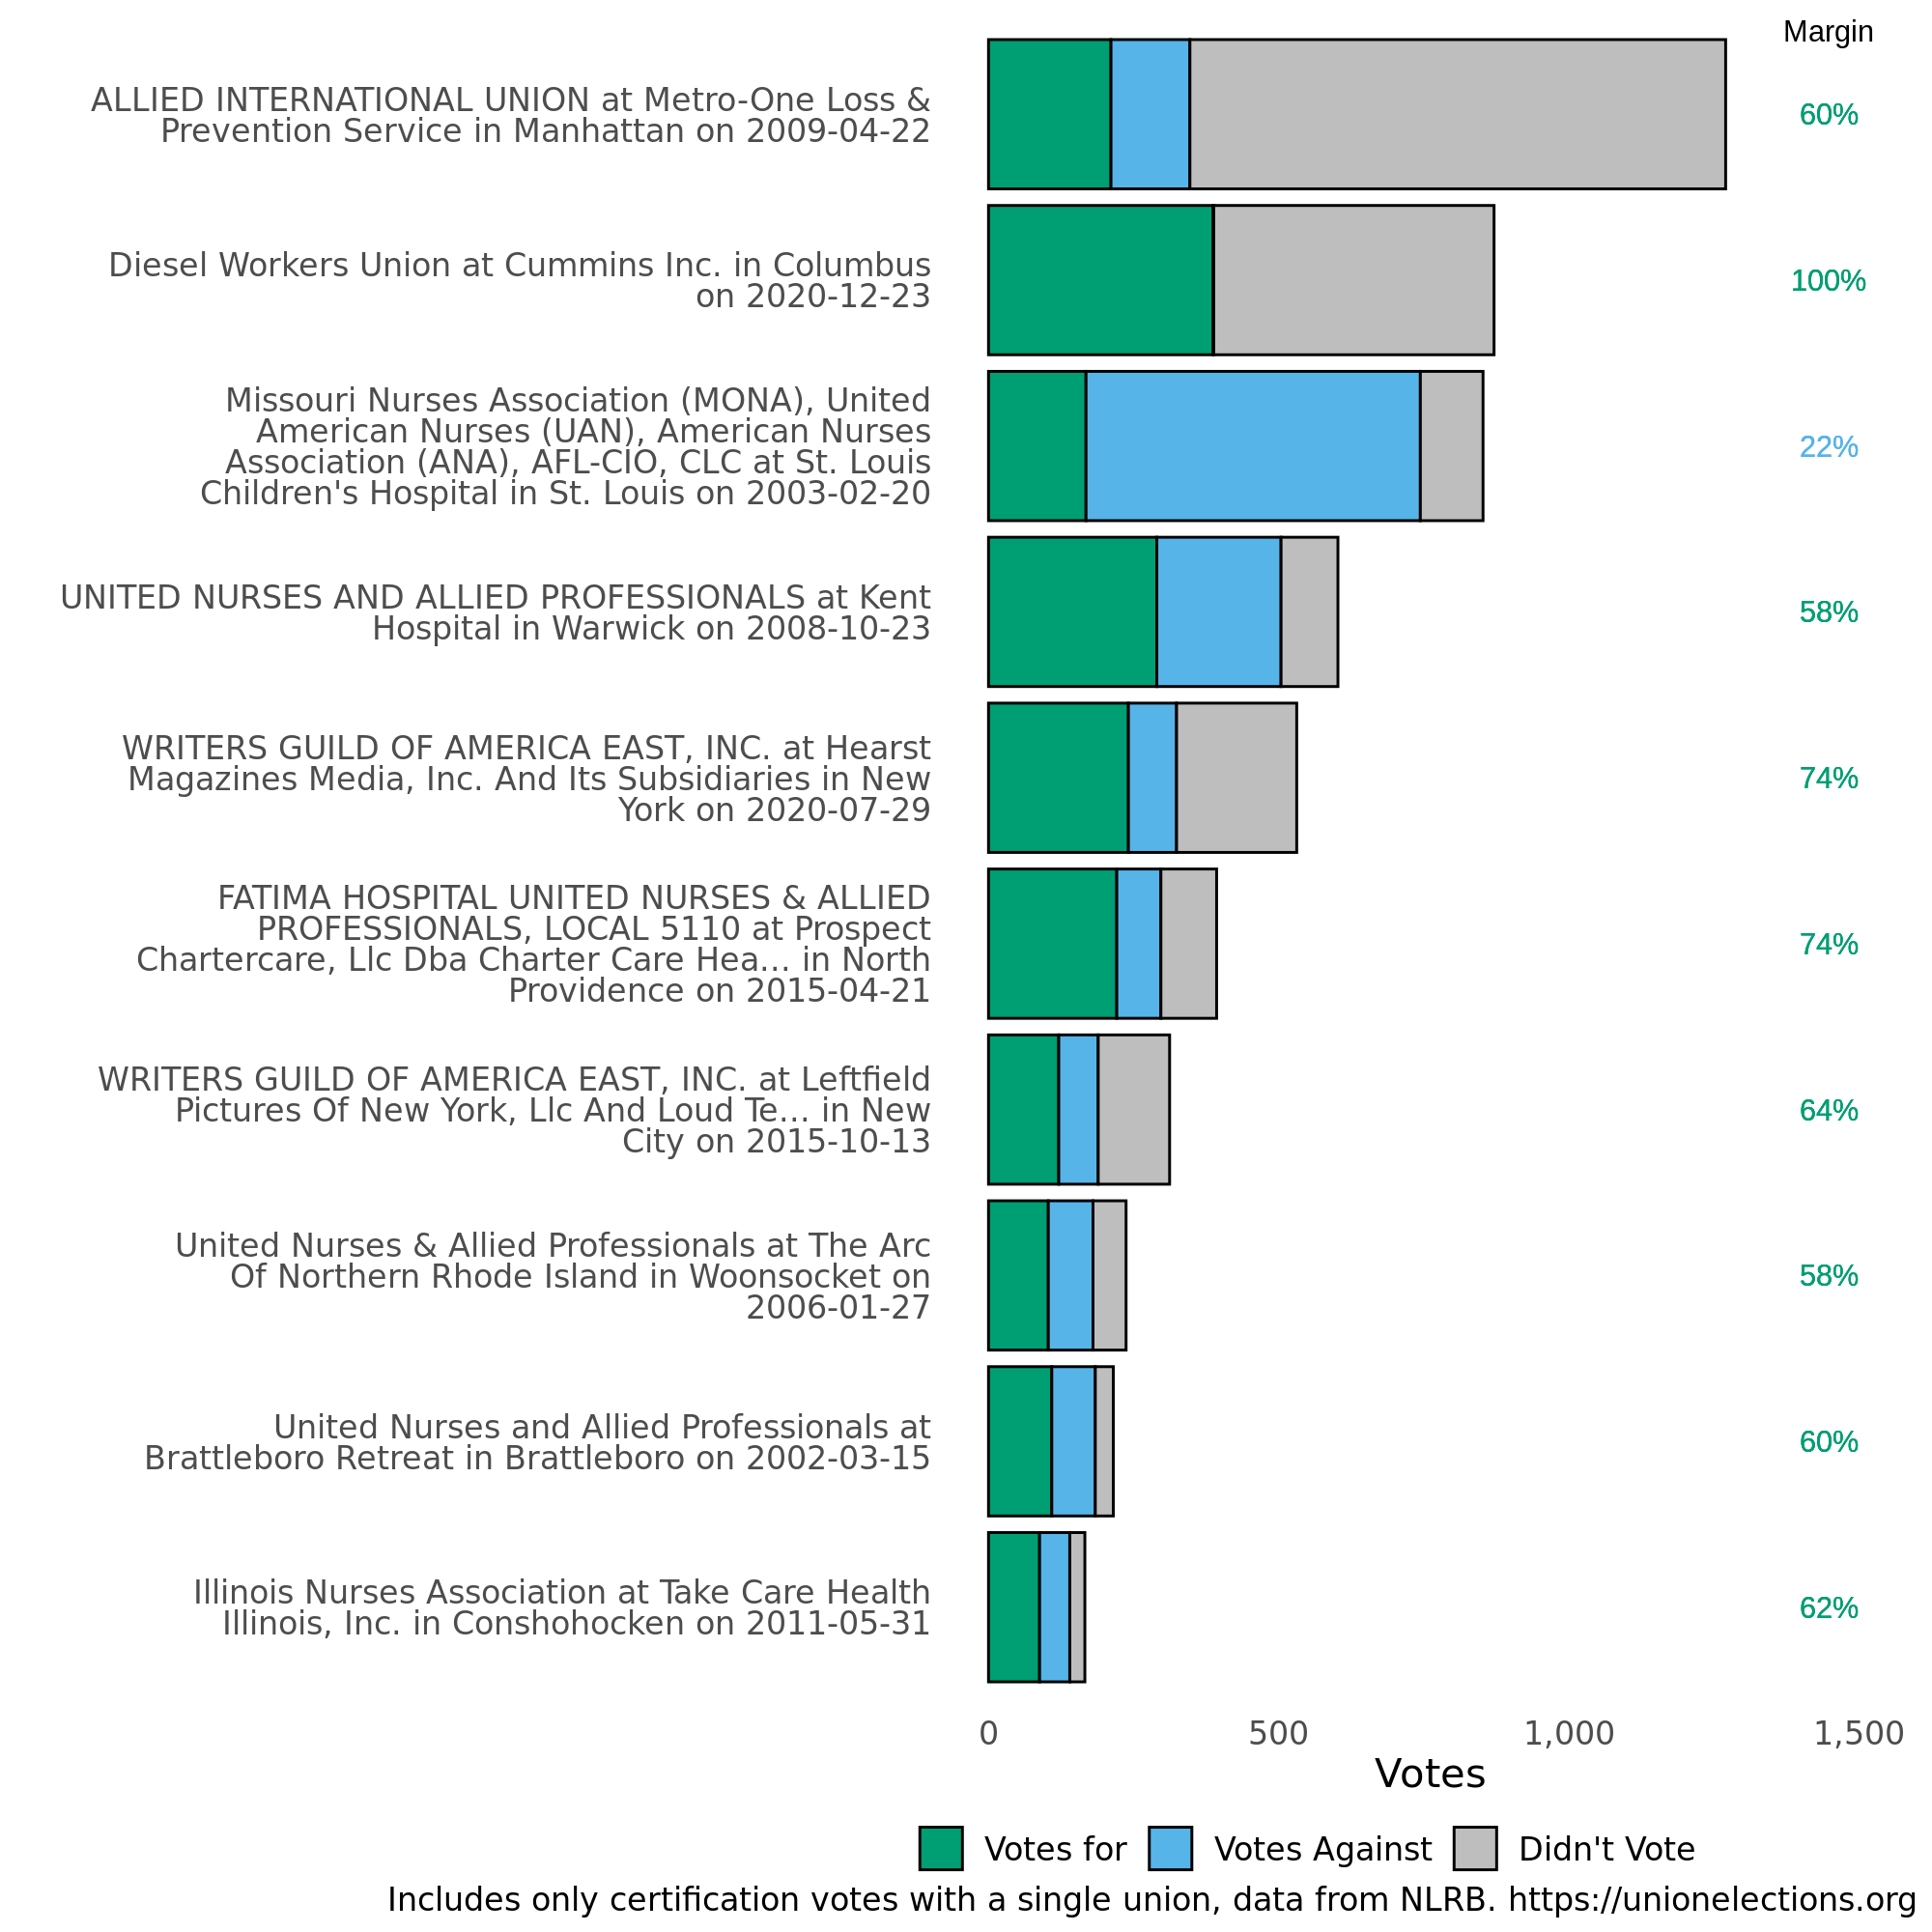 Margin
ALLIED INTERNATIONAL UNION at Metro-One Loss &
Prevention Service in Manhattan on 2009-04-22
60%
Diesel Workers Union at Cummins Inc. in Columbus
on 2020-12-23
100%
Missouri Nurses Association (MONA), United
American Nurses (UAN), American Nurses
Association (ANA), AFL-CIO, CLC at St. Louis
Children's Hospital in St. Louis on 2003-02-20
22%
UNITED NURSES AND ALLIED PROFESSIONALS at Kent
Hospital in Warwick on 2008-10-23
58%
WRITERS GUILD OF AMERICA EAST, INC. at Hearst
Magazines Media, Inc. And Its Subsidiaries in New
York on 2020-07-29
74%
FATIMA HOSPITAL UNITED NURSES & ALLIED
PROFESSIONALS, LOCAL 5110 at Prospect
Chartercare, Llc Dba Charter Care Hea... in North
Providence on 2015-04-21
74%
WRITERS GUILD OF AMERICA EAST, INC. at Leftfield
Pictures Of New York, Llc And Loud Te... in New
City on 2015-10-13
64%
United Nurses & Allied Professionals at The Arc
Of Northern Rhode Island in Woonsocket on
2006-01-27
58%
United Nurses and Allied Professionals at
Brattleboro Retreat in Brattleboro on 2002-03-15
60%
Illinois Nurses Association at Take Care Health
Illinois, Inc. in Conshohocken on 2011-05-31
62%
0 500 1,000 1,500
Votes
Votes for Votes Against Didn't Vote
Includes only certification votes with a single union, data from NLRB. https://unionelections.org